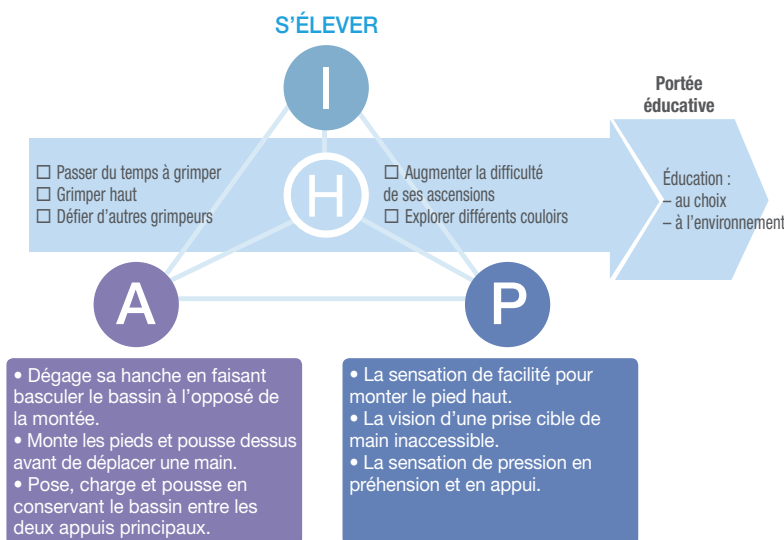 S’ÉLEVER
I
Portée
éducative
☐ Passer du temps à grimper
☐ Grimper haut
☐ Défier d’autres grimpeurs
H
☐ Augmenter la difficulté
de ses ascensions
☐ Explorer différents couloirs
Éducation :
– au choix
– à l’environnement
A
P
• Dégage sa hanche en faisant
basculer le bassin à l’opposé de
la montée.
• Monte les pieds et pousse dessus
avant de déplacer une main.
• Pose, charge et pousse en
conservant le bassin entre les
deux appuis principaux.
• La sensation de facilité pour
monter le pied haut.
• La vision d’une prise cible de
main inaccessible.
• La sensation de pression en
préhension et en appui.